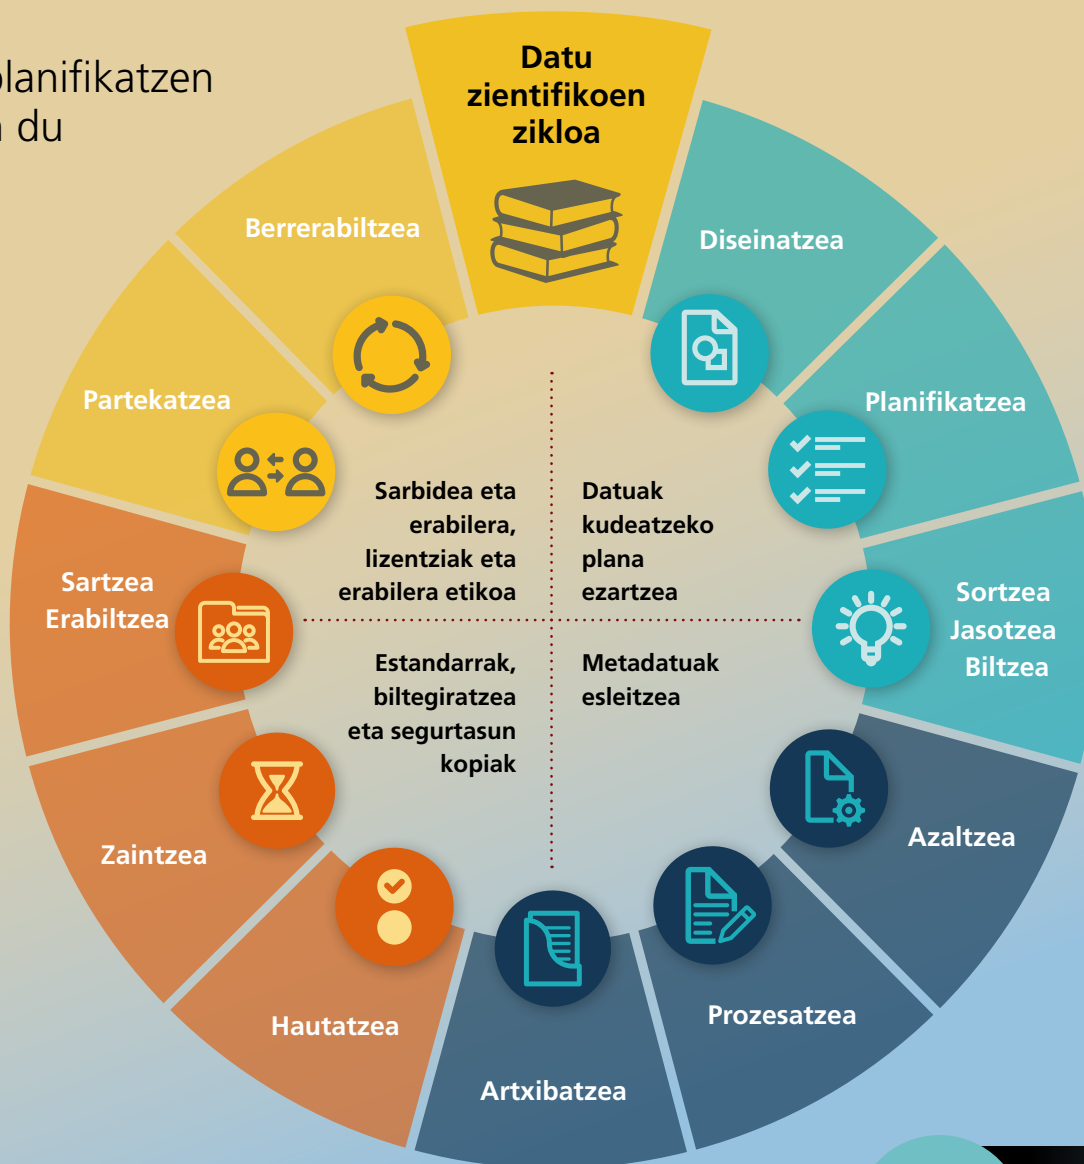 planifikatzen
du
Datu
zientifikoen
zikloa
Diseinatzea
Planifikatzea
Sortzea
Jasotzea
Biltzea
Azaltzea
Prozesatzea
Artxibatzea
Hautatzea
Zaintzea
Sartzea
Erabiltzea
Partekatzea
Berrerabiltzea
Sarbidea eta
erabilera,
lizentziak eta
erabilera etikoa
Datuak
kudeatzeko
plana
ezartzea
Estandarrak,
biltegiratzea
eta segurtasun
kopiak
Metadatuak
esleitzea